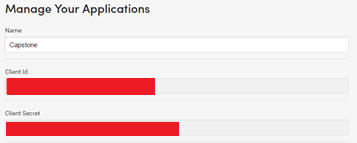 Manage Your Applications
Name
Capstone
Client Id
Client Secret